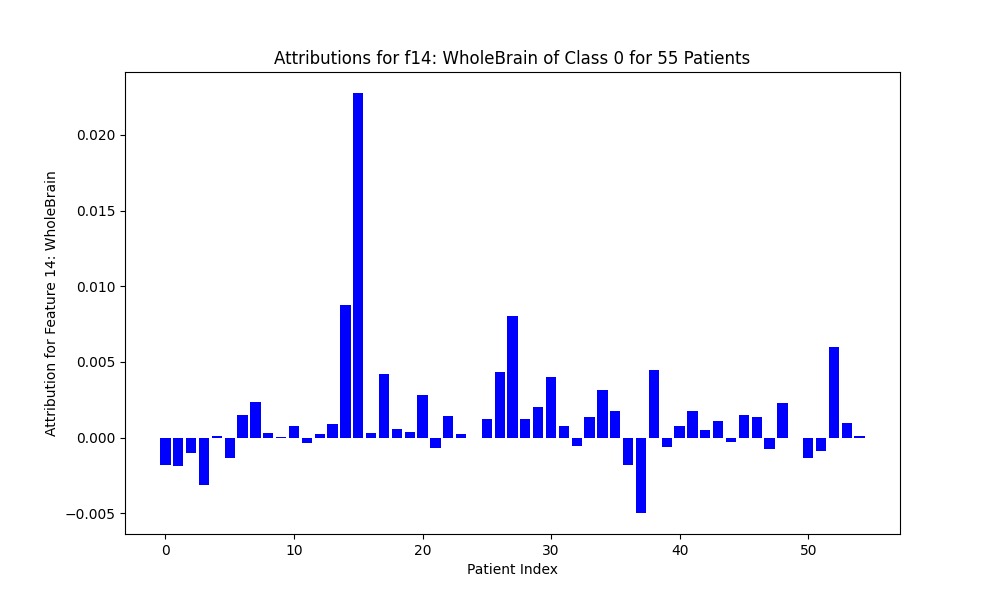 Attributions for f14: WholeBrain of Class 0 for 55 Patients
Attribution for Feature 14: WholeBrain
0.020
0.015
0.010
0.005
0.000
−0.005
0 10 20 30 40 50
Patient Index